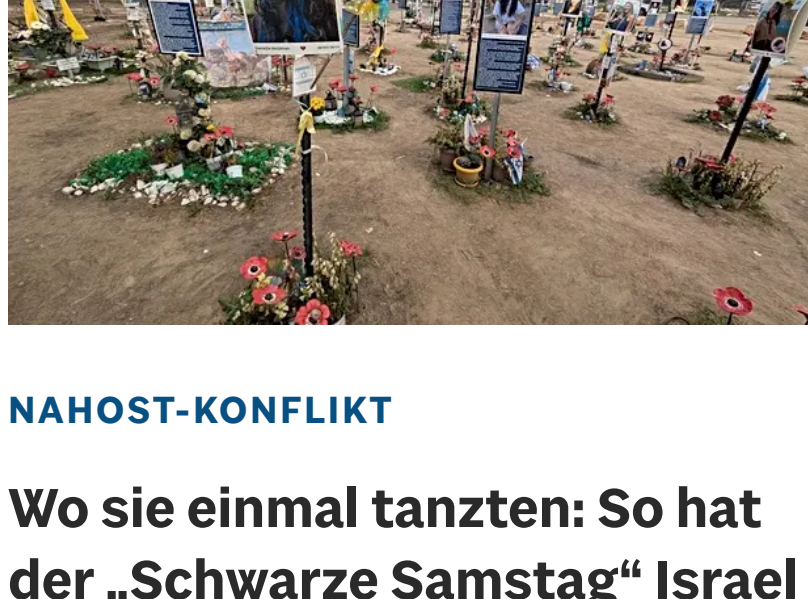 NAHOST-KONFLIKT
Wo sie einmal tanzten: So hat
der „Schwarze Samstag“ Israel